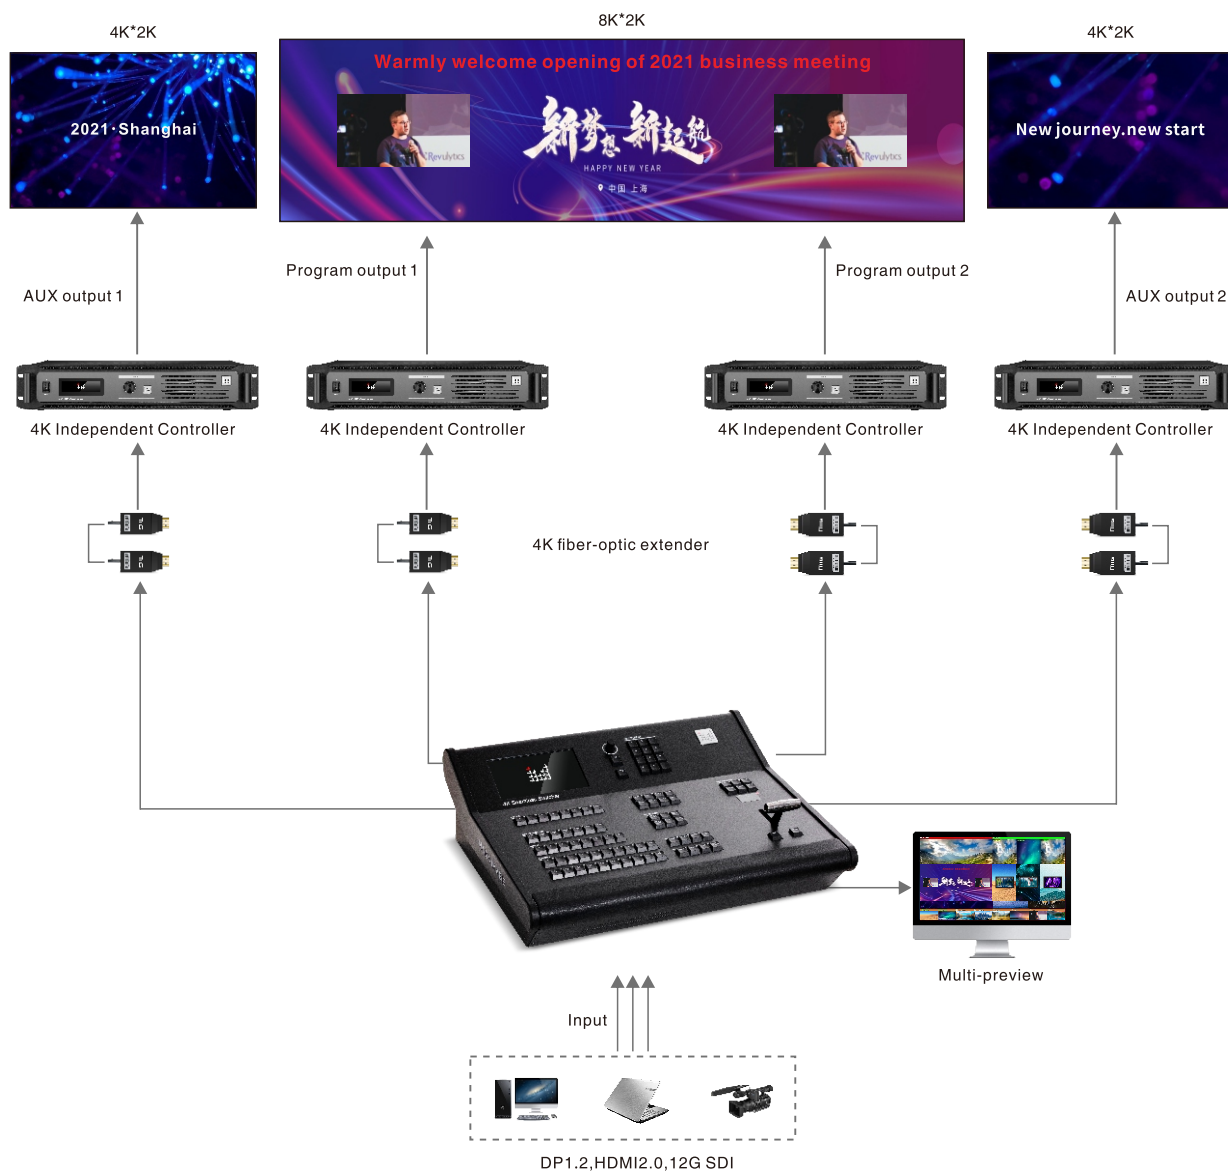 4K*2K
8K*2K
4K*2K
2021·Shanghai
Warmly welcome opening of 2021 business meeting
新梦想 新起航
HAPPY NEW YEAR
中国 上海
Revulytics
Revulytics
New journey.new start
AUX output 1
Program output 1
Program output 2
AUX output 2
4K Independent Controller
4K Independent Controller
4K Independent Controller
4K Independent Controller
4K fiber-optic extender
Multi-preview
Input
DP1.2,HDMI2.0,12G SDI